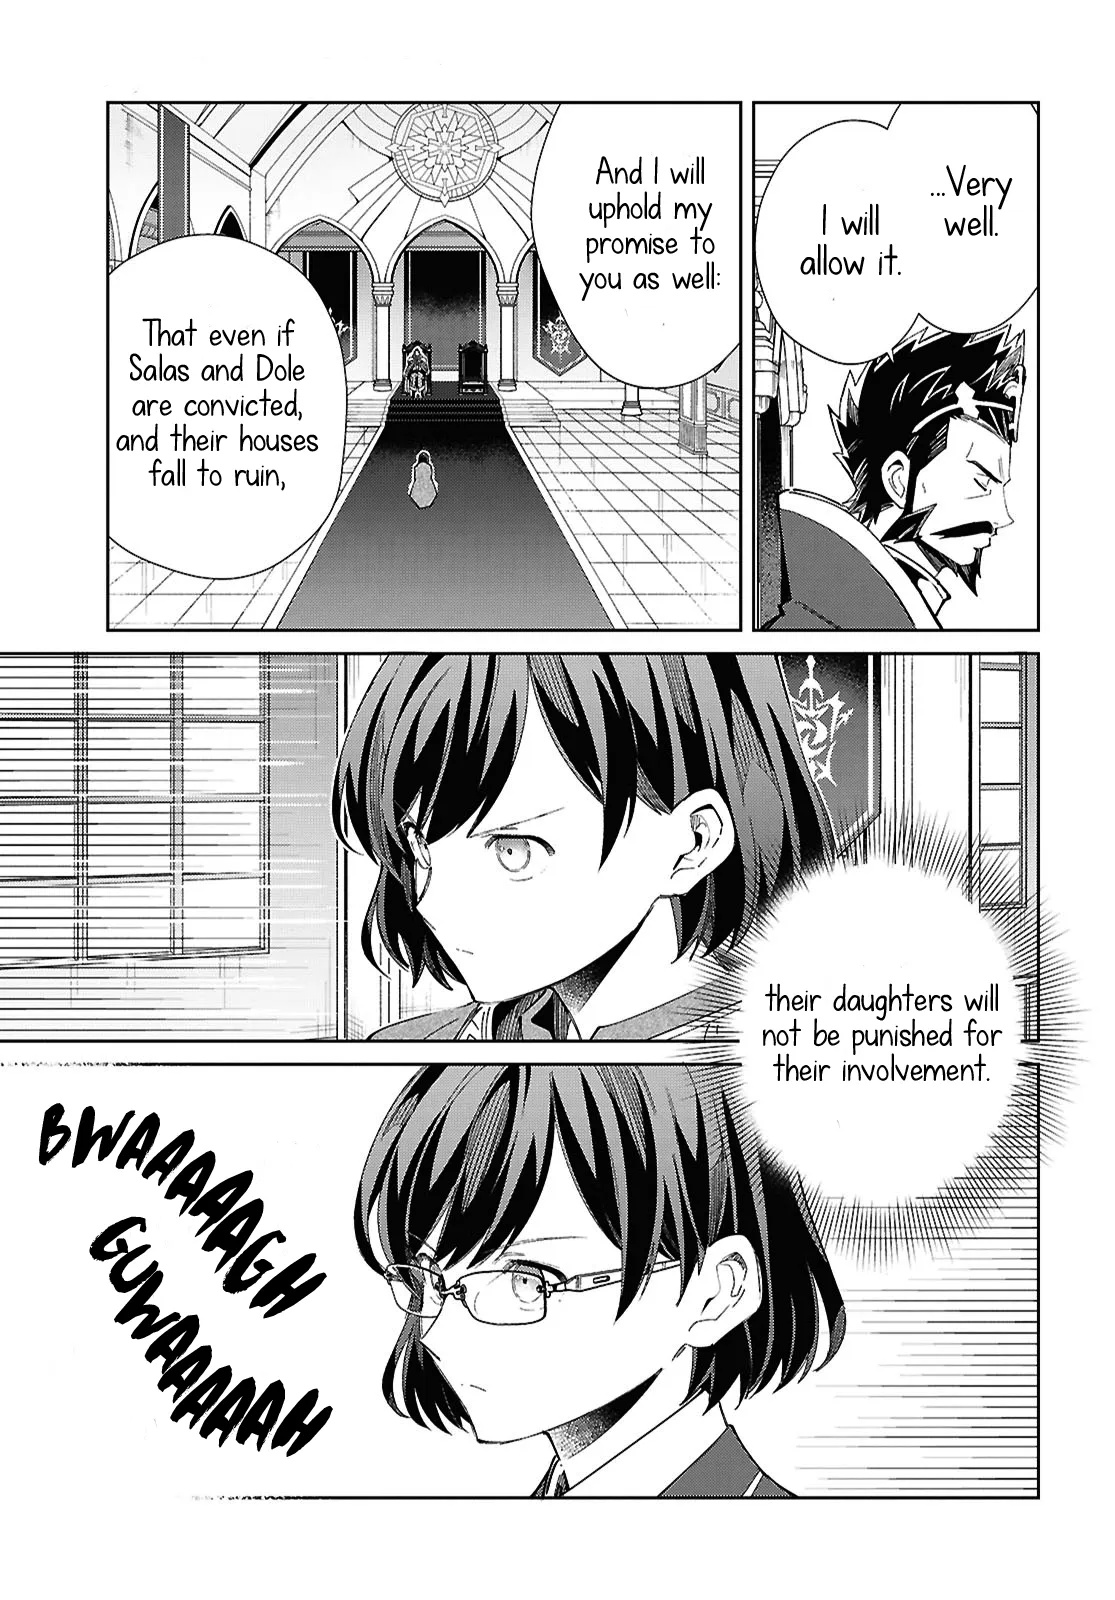 ...Very
well.
I will
allow it.
And I will
uphold my
promise to
you as well:
That even if
Salas and Dole
are convicted,
and their houses
fall to ruin,
their daughters will
not be punished for
their involvement.
BWAAAAAGH
GUWAAAAAH